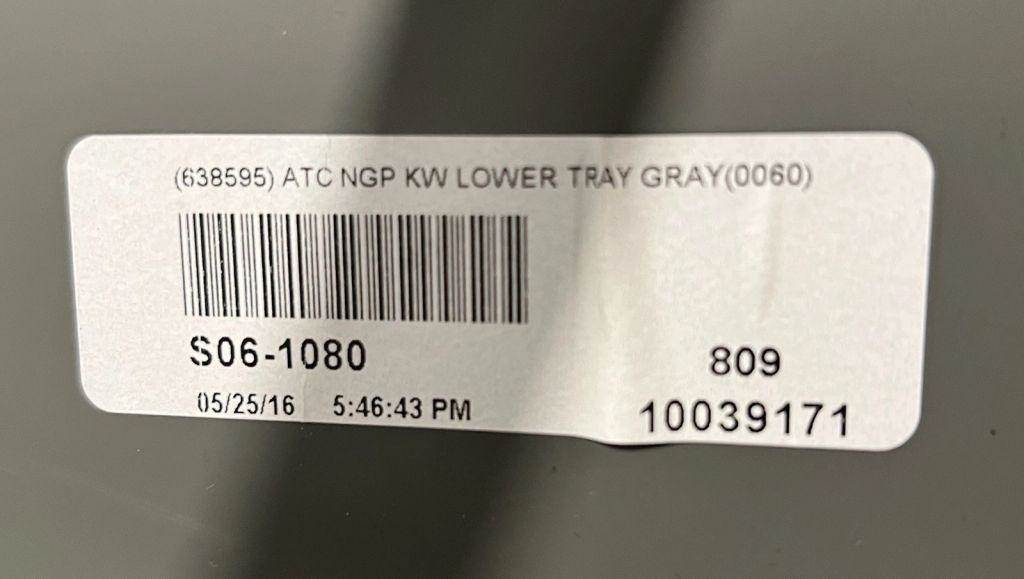 (638595) ATC NGP KW LOWER TRAY GRAY(0060)
S06-1080
809
05/25/16 5:46:43 PM
10039171